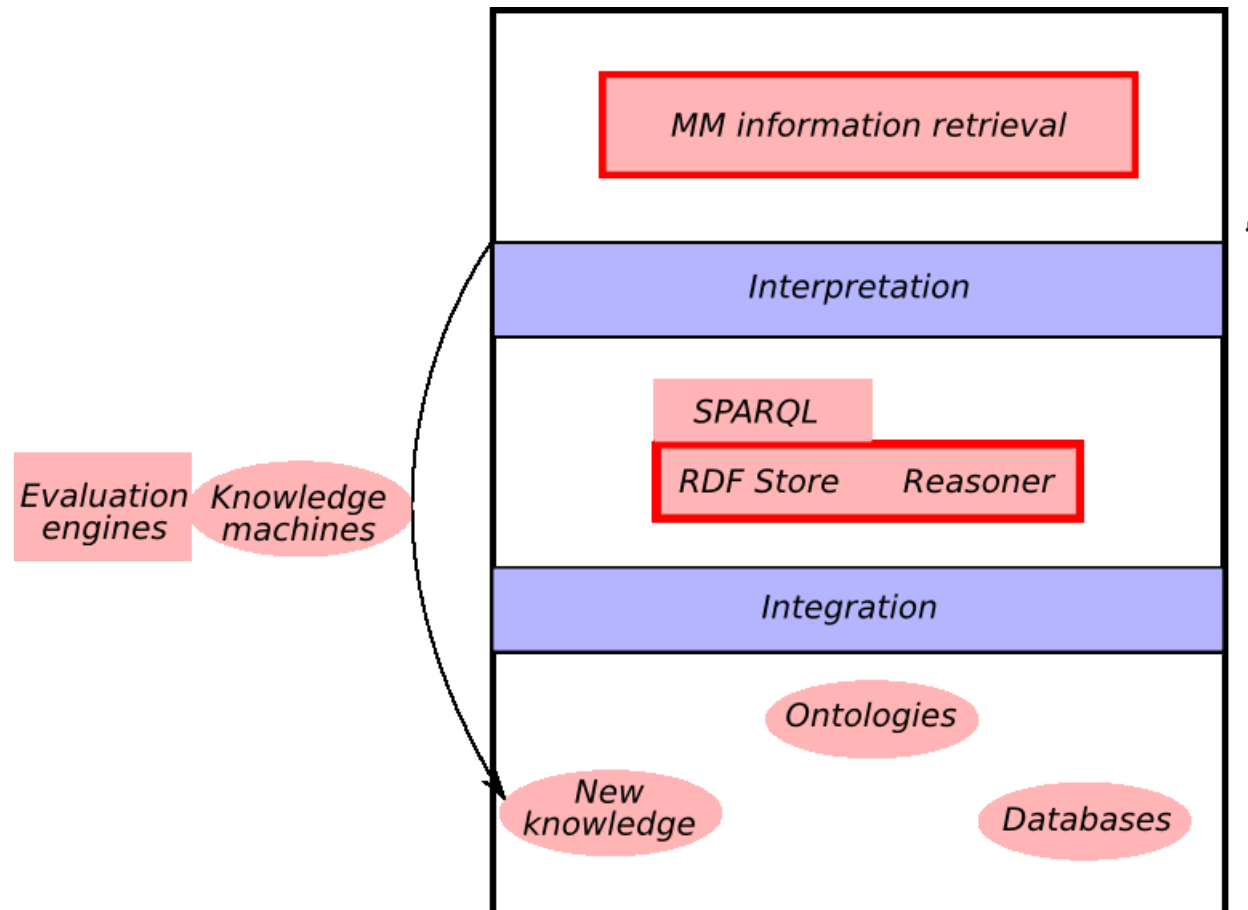 MM information retrieval
Interpretation
SPARQL
RDF Store Reasoner
Evaluation
engines
Knowledge
machines
Integration
Ontologies
New
knowledge
Databases